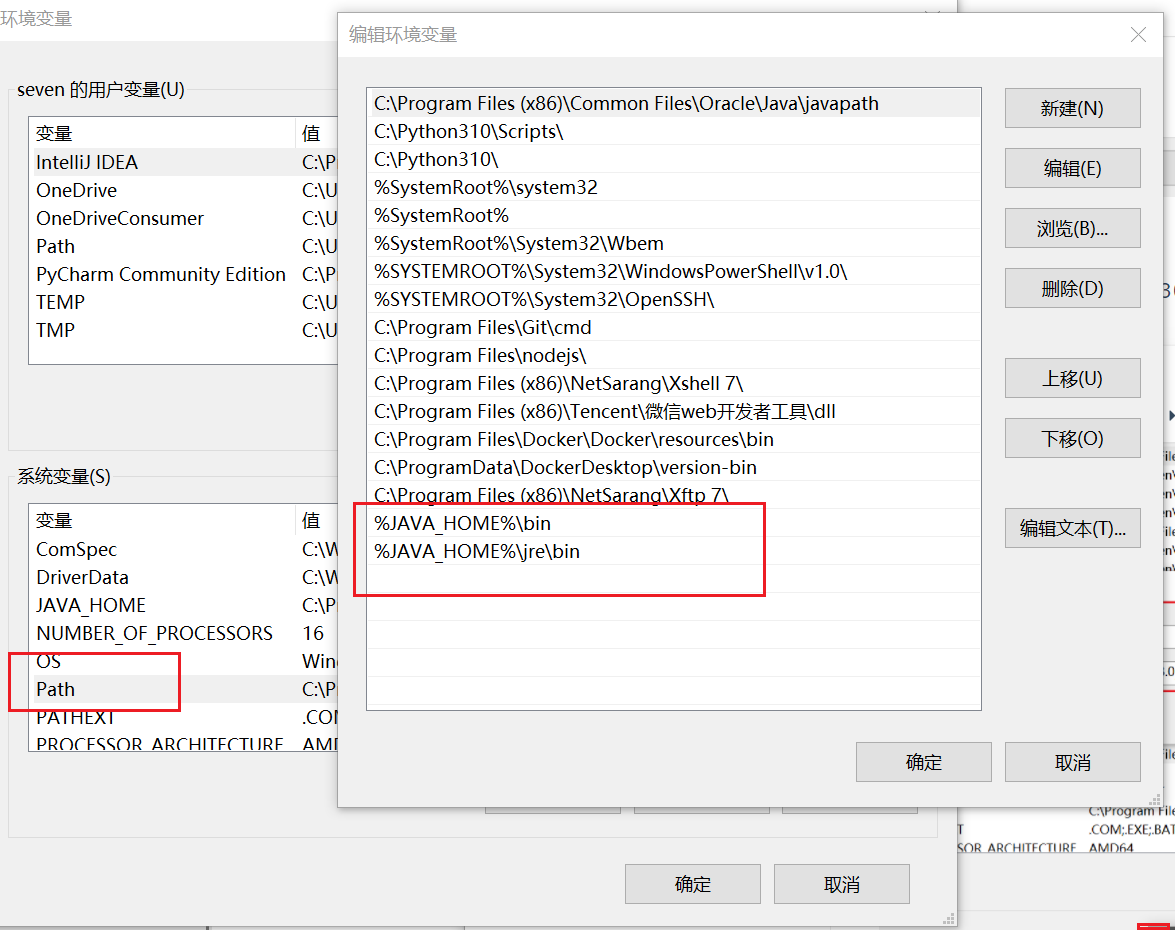 环境变量
seven 的用户变量(U)
变量 值
IntelliJ IDEA C:\P
OneDrive C:\U
OneDriveConsumer C:\U
Path C:\U
PyCharm Community Edition C:\P
TEMP C:\U
TMP C:\U
系统变量(S)
变量 值
ComSpec C:\W
DriverData C:\W
JAVA_HOME C:\P
NUMBER_OF_PROCESSORS 16
OS Win
Path C:\P
PATHEXT .CO
PROCESSOR_ARCHITECTURE AM
确定 取消
编辑环境变量
C:\Program Files (x86)\Common Files\Oracle\Java\javapath
C:\Python310\Scripts\
C:\Python310\
%SystemRoot%\system32
%SystemRoot%
%SystemRoot%\System32\Wbem
%SYSTEMROOT%\System32\WindowsPowerShell\v1.0\
%SYSTEMROOT%\System32\OpenSSH\
C:\Program Files\Git\cmd
C:\Program Files\nodejs\
C:\Program Files (x86)\NetSarang\Xshell 7\
C:\Program Files (x86)\Tencent\微信web开发者工具\dll
C:\Program Files\Docker\Docker\resources\bin
C:\ProgramData\DockerDesktop\version-bin
C:\Program Files (x86)\NetSarang\Xftp 7\
%JAVA_HOME%\bin
%JAVA_HOME%\jre\bin
新建(N)
编辑(E)
浏览(B)...
删除(D)
上移(U)
下移(O)
编辑文本(T)...
确定 取消
C:\Program File
T .COM;.EXE;.BAT
SOR_ARCHITECTURE AMD64